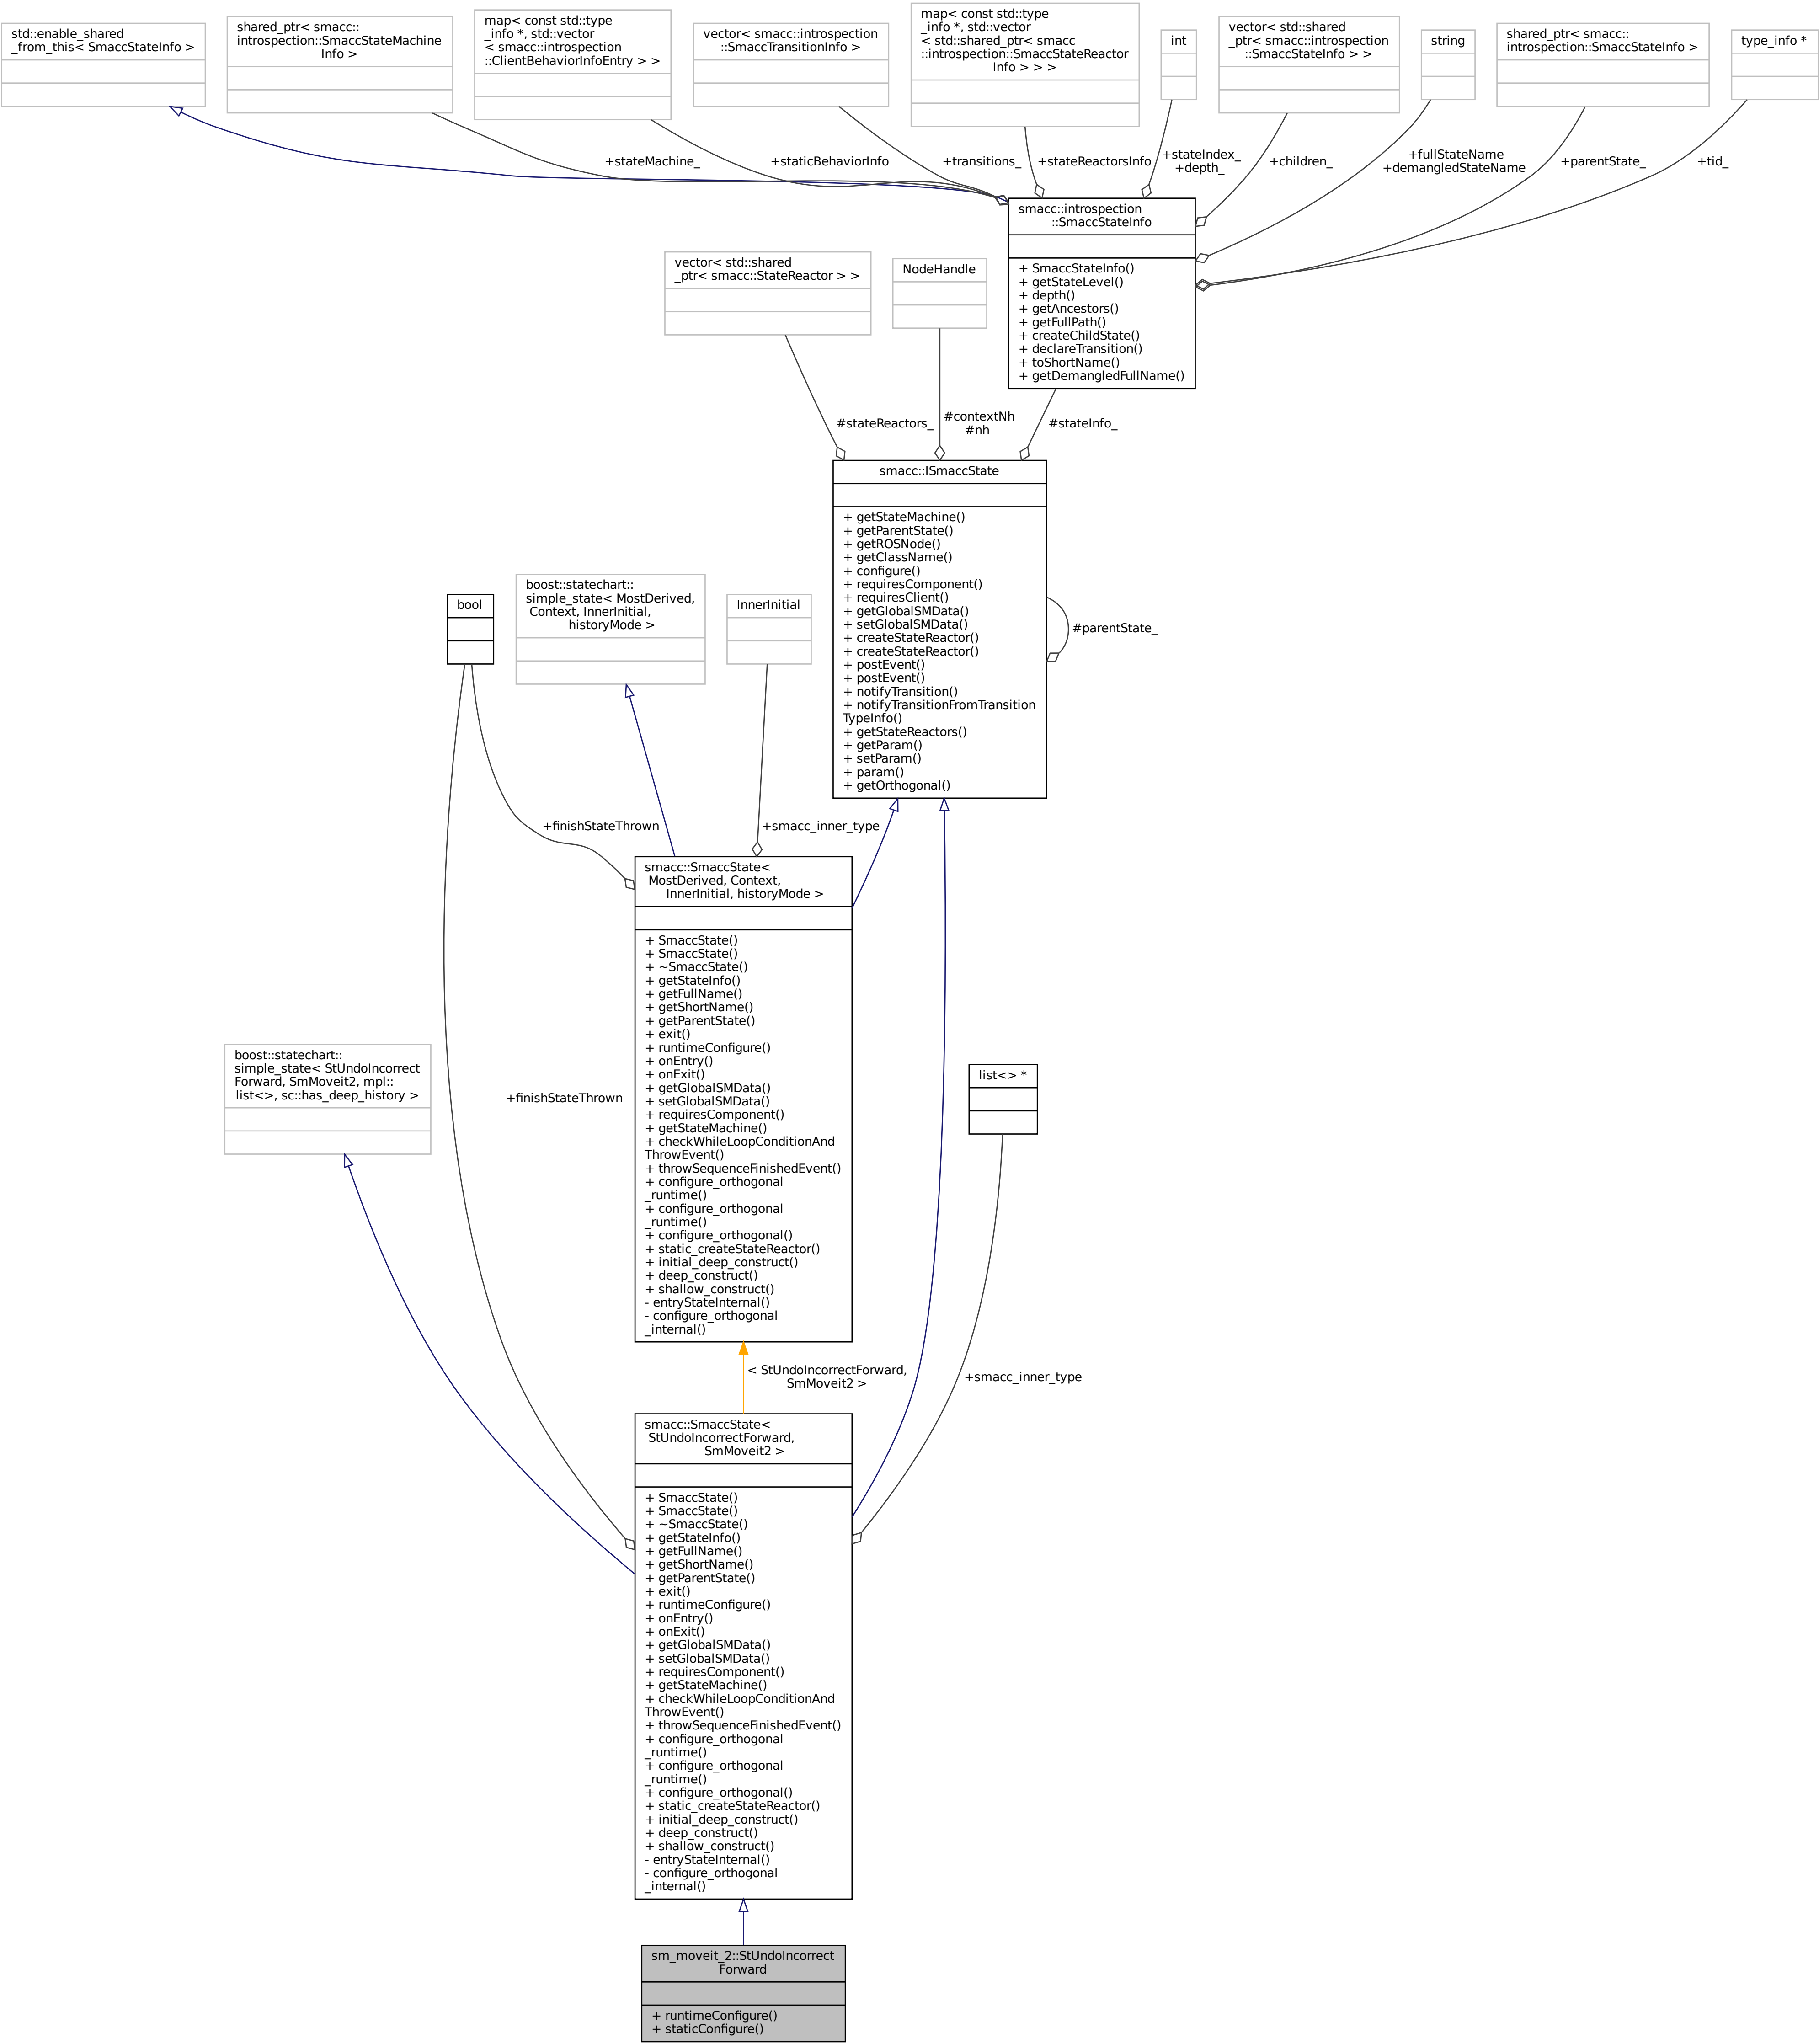 std::enable_shared
_from_this< SmaccStateInfo >
shared_ptr< smacc::
introspection::SmaccStateMachine
Info >
map< const std::type
_info *, std::vector
< smacc::introspection
::ClientBehaviorInfoEntry > >
vector< smacc::introspection
::SmaccTransitionInfo >
map< const std::type
_info *, std::vector
< std::shared_ptr< smacc
::introspection::SmaccStateReactor
Info > > >
int
vector< std::shared
_ptr< smacc::introspection
::SmaccStateInfo > >
string
shared_ptr< smacc::
introspection::SmaccStateInfo >
type_info *
+stateMachine_
+staticBehaviorInfo
+transitions_
+stateReactorsInfo
+stateIndex_
+depth_
+children_
+fullStateName
+demangledStateName
+parentState_
+tid_
smacc::introspection
::SmaccStateInfo
+ SmaccStateInfo()
+ getStateLevel()
+ depth()
+ getAncestors()
+ getFullPath()
+ createChildState()
+ declareTransition()
+ toShortName()
+ getDemangledFullName()
vector< std::shared
_ptr< smacc::StateReactor > >
NodeHandle
#stateReactors_
#contextNh
#nh
#stateInfo_
smacc::ISmaccState
+ getStateMachine()
+ getParentState()
+ getROSNode()
+ getClassName()
+ configure()
+ requiresComponent()
+ requiresClient()
+ getGlobalSMData()
+ setGlobalSMData()
+ createStateReactor()
+ createStateReactor()
+ postEvent()
+ postEvent()
+ notifyTransition()
+ notifyTransitionFromTransition
TypeInfo()
+ getStateReactors()
+ getParam()
+ setParam()
+ param()
+ getOrthogonal()
#parentState_
bool
boost::statechart::
simple_state< MostDerived,
Context, InnerInitial,
historyMode >
InnerInitial
+finishStateThrown
+smacc_inner_type
smacc::SmaccState<
MostDerived, Context,
InnerInitial, historyMode >
+ SmaccState()
+ SmaccState()
+ ~SmaccState()
+ getStateInfo()
+ getFullName()
+ getShortName()
+ getParentState()
+ exit()
+ runtimeConfigure()
+ onEntry()
+ onExit()
+ getGlobalSMData()
+ setGlobalSMData()
+ requiresComponent()
+ getStateMachine()
+ checkWhileLoopConditionAnd
ThrowEvent()
+ throwSequenceFinishedEvent()
+ configure_orthogonal
_runtime()
+ configure_orthogonal
_runtime()
+ configure_orthogonal()
+ static_createStateReactor()
+ initial_deep_construct()
+ deep_construct()
+ shallow_construct()
- entryStateInternal()
- configure_orthogonal
_internal()
boost::statechart::
simple_state< StUndoIncorrect
Forward, SmMoveit2, mpl::
list<>, sc::has_deep_history >
+finishStateThrown
list<> *
< StUndoIncorrectForward,
SmMoveit2 >
+smacc_inner_type
smacc::SmaccState<
StUndoIncorrectForward,
SmMoveit2 >
+ SmaccState()
+ SmaccState()
+ ~SmaccState()
+ getStateInfo()
+ getFullName()
+ getShortName()
+ getParentState()
+ exit()
+ runtimeConfigure()
+ onEntry()
+ onExit()
+ getGlobalSMData()
+ setGlobalSMData()
+ requiresComponent()
+ getStateMachine()
+ checkWhileLoopConditionAnd
ThrowEvent()
+ throwSequenceFinishedEvent()
+ configure_orthogonal
_runtime()
+ configure_orthogonal
_runtime()
+ configure_orthogonal()
+ static_createStateReactor()
+ initial_deep_construct()
+ deep_construct()
+ shallow_construct()
- entryStateInternal()
- configure_orthogonal
_internal()
sm_moveit_2::StUndoIncorrect
Forward
+ runtimeConfigure()
+ staticConfigure()